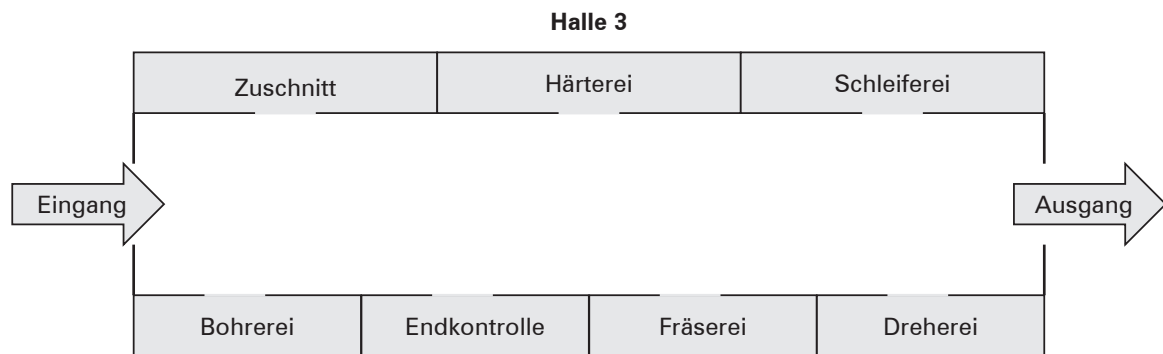 Halle 3
Zuschnitt
Härterei
Schleiferei
Eingang
Ausgang
Bohrerei
Endkontrolle
Fräserei
Dreherei